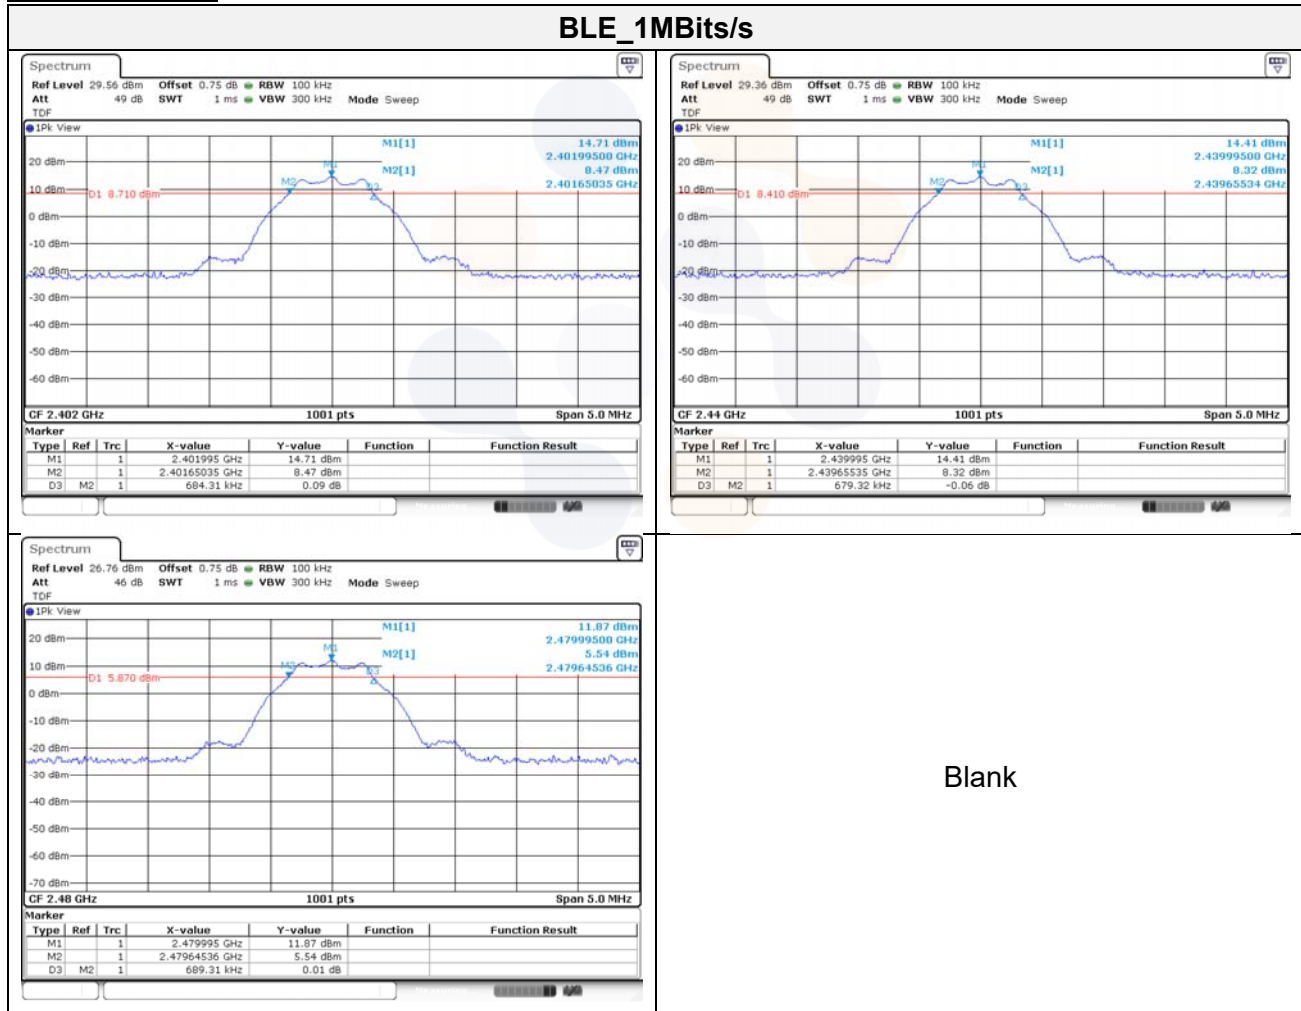 BLE_1MBits/s
Spectrum
Ref Level 29.56 dBm Offset 0.75 dB RBW 100 kHz
Att 49 dB SWT 1 ms VBW 300 kHz Mode Sweep
TDF
1Pk View
M1[1] 14.71 dBm
2.40199500 GHz
M2[1] 8.47 dBm
2.40165035 GHz
20 dBm
M1
M2
10 dBm
D1 8.710 dBm
0 dBm
-10 dBm
-20 dBm
-30 dBm
-40 dBm
-50 dBm
-60 dBm
CF 2.402 GHz 1001 pts Span 5.0 MHz
Marker
Type Ref Trc X-value Y-value Function Function Result
M1 1 2.401995 GHz 14.71 dBm
M2 1 2.40165035 GHz 8.47 dBm
D3 M2 1 684.31 kHz 0.09 dB
Spectrum
Ref Level 29.36 dBm Offset 0.75 dB RBW 100 kHz
Att 49 dB SWT 1 ms VBW 300 kHz Mode Sweep
TDF
1Pk View
M1[1] 14.41 dBm
2.43999500 GHz
M2[1] 8.32 dBm
2.43965534 GHz
20 dBm
M1
M2
10 dBm
D1 8.410 dBm
0 dBm
-10 dBm
-20 dBm
-30 dBm
-40 dBm
-50 dBm
-60 dBm
CF 2.44 GHz 1001 pts Span 5.0 MHz
Marker
Type Ref Trc X-value Y-value Function Function Result
M1 1 2.439995 GHz 14.41 dBm
M2 1 2.43965535 GHz 8.32 dBm
D3 M2 1 679.32 kHz -0.06 dB
Spectrum
Ref Level 26.76 dBm Offset 0.75 dB RBW 100 kHz
Att 46 dB SWT 1 ms VBW 300 kHz Mode Sweep
TDF
1Pk View
M1[1] 11.87 dBm
2.47999500 GHz
M2[1] 5.54 dBm
2.47964536 GHz
20 dBm
M1
10 dBm
M2
D3
D1 5.870 dBm
0 dBm
-10 dBm
-20 dBm
-30 dBm
-40 dBm
-50 dBm
-60 dBm
-70 dBm
CF 2.48 GHz 1001 pts Span 5.0 MHz
Marker
Type Ref Trc X-value Y-value Function Function Result
M1 1 2.479995 GHz 11.87 dBm
M2 1 2.47964536 GHz 5.54 dBm
D3 M2 1 689.31 kHz 0.01 dB
Blank